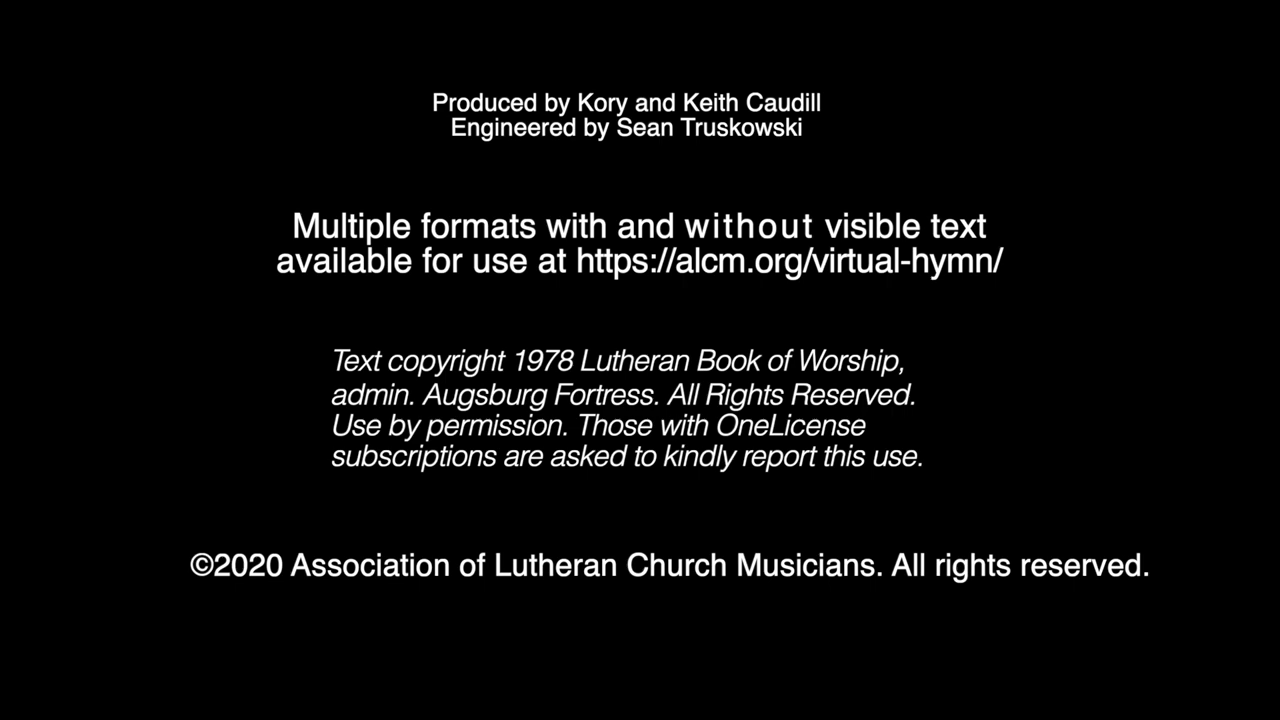 Produced by Kory and Keith Caudill
Engineered by Sean Truskowski
Multiple formats with and without visible text
available for use at https://alcm.org/virtual-hymn/
Text copyright 1978 Lutheran Book of Worship,
admin. Augsburg Fortress. All Rights Reserved.
Use by permission. Those with OneLicense
subscriptions are asked to kindly report this use.
©2020 Association of Lutheran Church Musicians. All rights reserved.